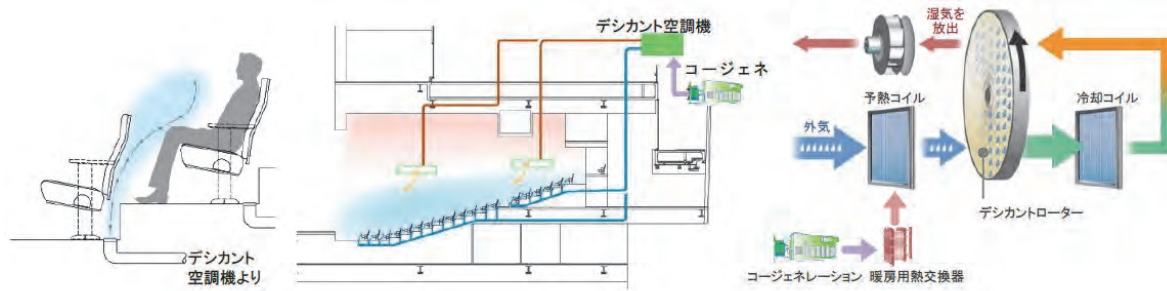 デシカント
空調機より
デシカント空調機
コージェネ
湿気を
放出
予熱コイル
冷却コイル
外気
デシカントローター
コージェネレーション
暖房用熱交換器